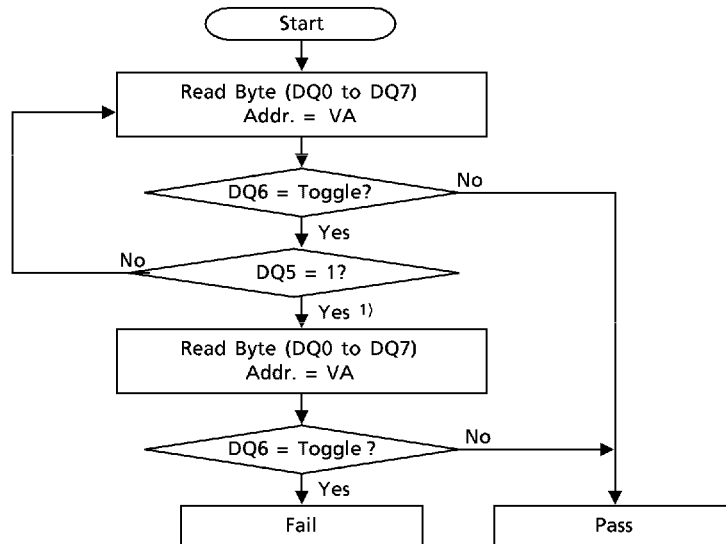 Start
Read Byte (DQ0 to DQ7)
Addr. = VA
DQ6 = Toggle?
No
Yes
No
DQ5 = 1?
Yes 1)
Read Byte (DQ0 to DQ7)
Addr. = VA
DQ6 = Toggle ?
No
Yes
Fail
Pass